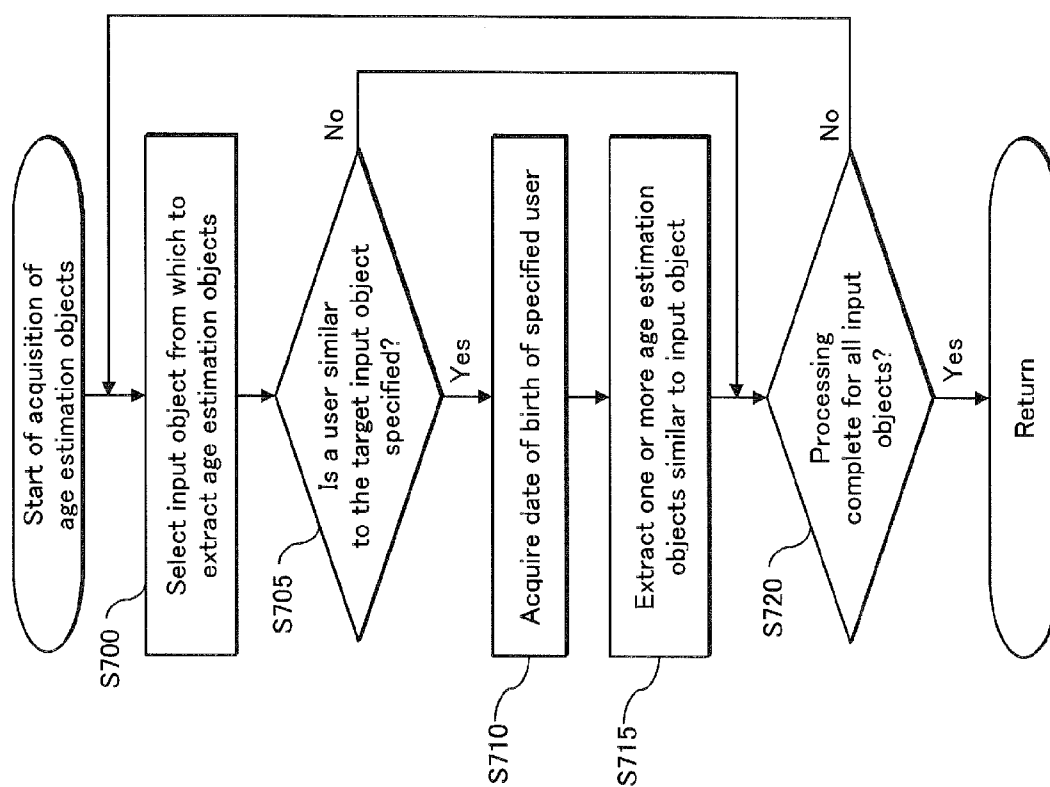 Start of acquisition of
age estimation objects
S700
Select input object from which to
extract age estimation objects
S705
Is a user similar
to the target input object
specified?
No
Yes
S710
Acquire date of birth of specified user
S715
Extract one or more age estimation
objects similar to input object
S720
Processing
complete for all input
objects?
No
Yes
Return